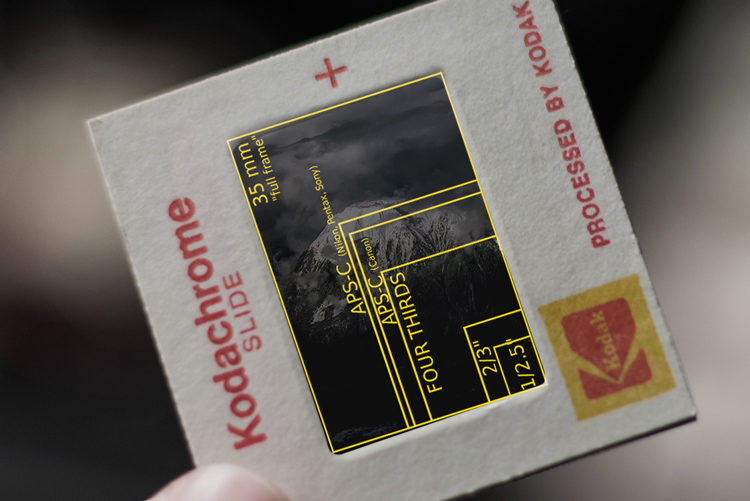 Kodachrome
SLIDE
+
35 mm
"full frame"
APS-C (Nikon, Pentax, Sony)
APS-C (Canon)
FOUR THIRDS
2/3"
1/2.5"
PROCESSED BY KODAK
Kodak